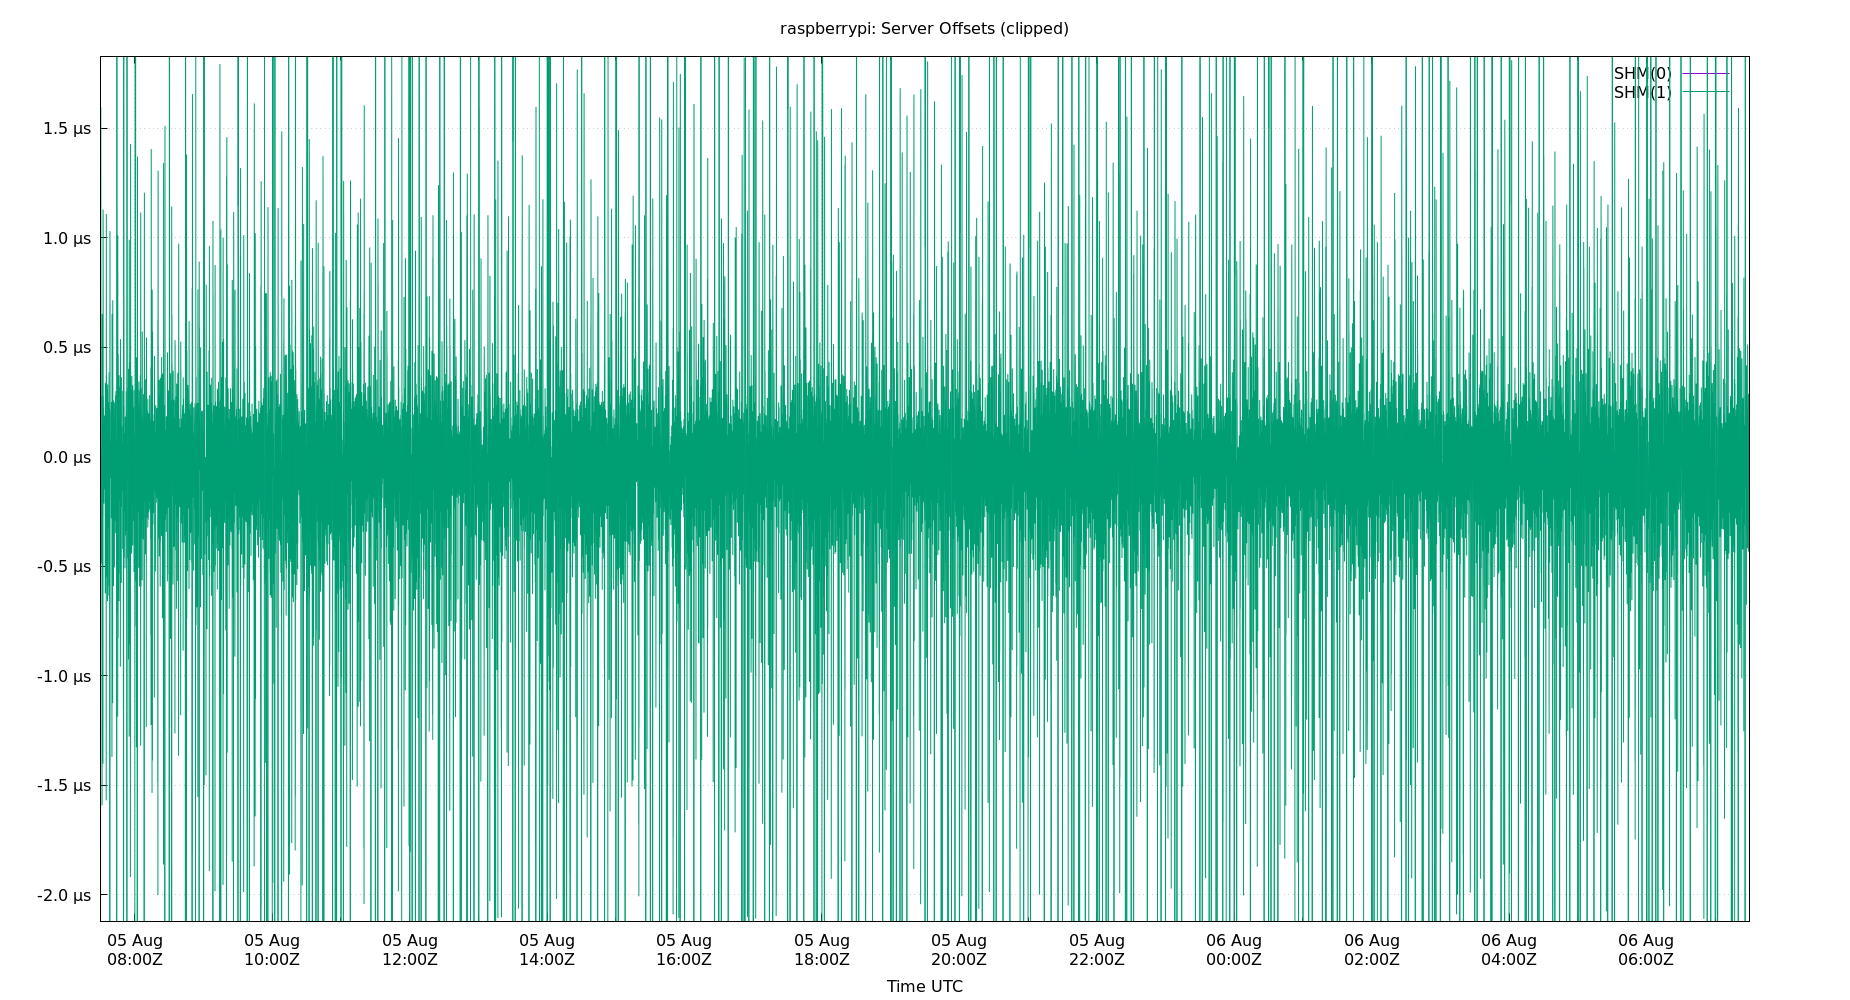 raspberrypi: Server Offsets (clipped)
SHM(0)
SHM(1)
1.5 µs
1.0 µs
0.5 µs
0.0 µs
-0.5 µs
-1.0 µs
-1.5 µs
-2.0 µs
05 Aug 05 Aug 05 Aug 05 Aug 05 Aug 05 Aug 05 Aug 05 Aug 06 Aug 06 Aug 06 Aug 06 Aug
08:00Z 10:00Z 12:00Z 14:00Z 16:00Z 18:00Z 20:00Z 22:00Z 00:00Z 02:00Z 04:00Z 06:00Z
Time UTC